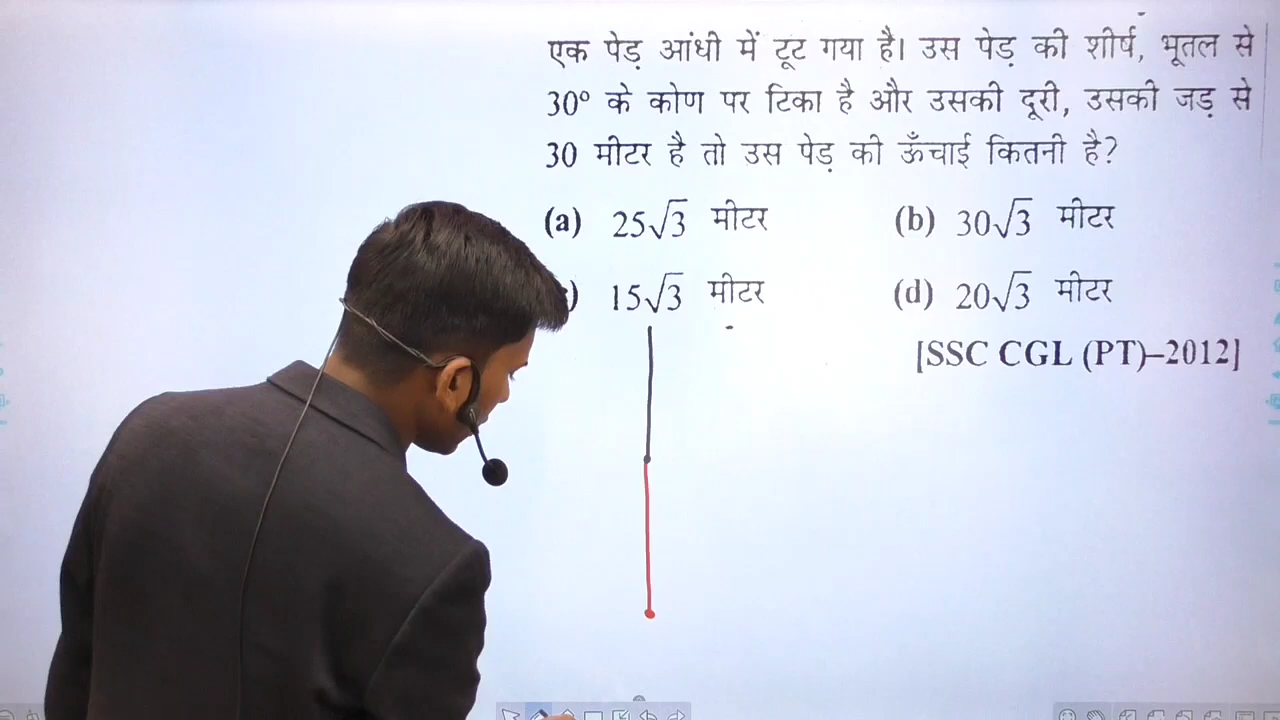 एक पेड़ आंधी में टूट गया है। उस पेड़ की शीर्ष, भूतल से
30° के कोण पर टिका है और उसकी दूरी, उसकी जड़ से
30 मीटर है तो उस पेड़ की ऊँचाई कितनी है?
(a) 25√3 मीटर (b) 30√3 मीटर
) 15√3 मीटर (d) 20√3 मीटर
[SSC CGL (PT)–2012]